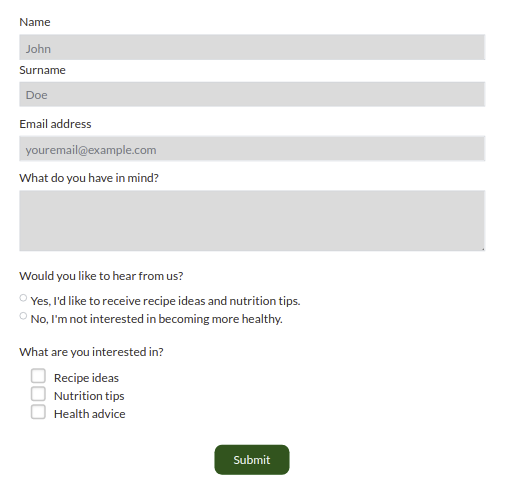 Name
John
Surname
Doe
Email address
youremail@example.com
What do you have in mind?
Would you like to hear from us?
Yes, I'd like to receive recipe ideas and nutrition tips.
No, I'm not interested in becoming more healthy.
What are you interested in?
Recipe ideas
Nutrition tips
Health advice
Submit